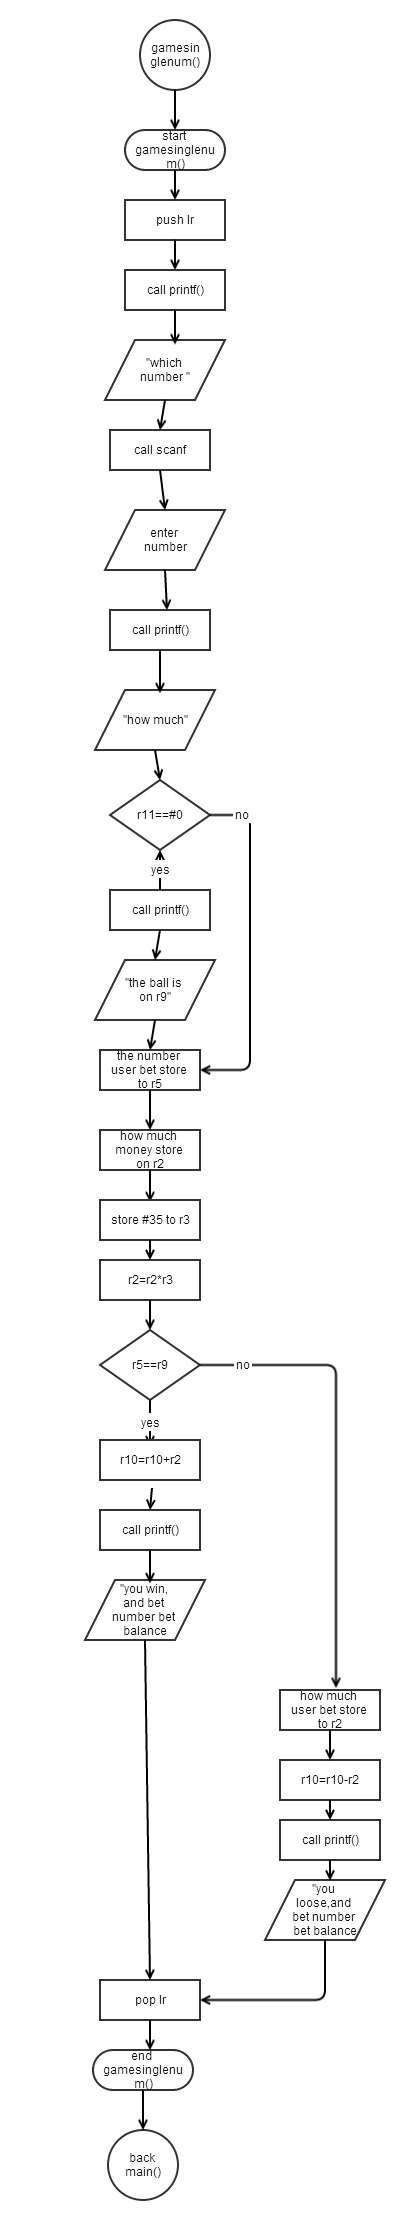 gamesin
glenum()
start
gamesinglenu
m()
push lr
call printf()
"which
number "
call scanf
enter
number
call printf()
"how much"
r11==#0
no
yes
call printf()
"the ball is
on r9"
the number
user bet store
to r5
how much
money store
on r2
store #35 to r3
r2=r2*r3
r5==r9
no
yes
r10=r10+r2
call printf()
"you win,
and bet
number bet
balance
how much
user bet store
to r2
r10=r10-r2
call printf()
"you
loose,and
bet number
bet balance
pop lr
end
gamesinglenu
m()
back
main()